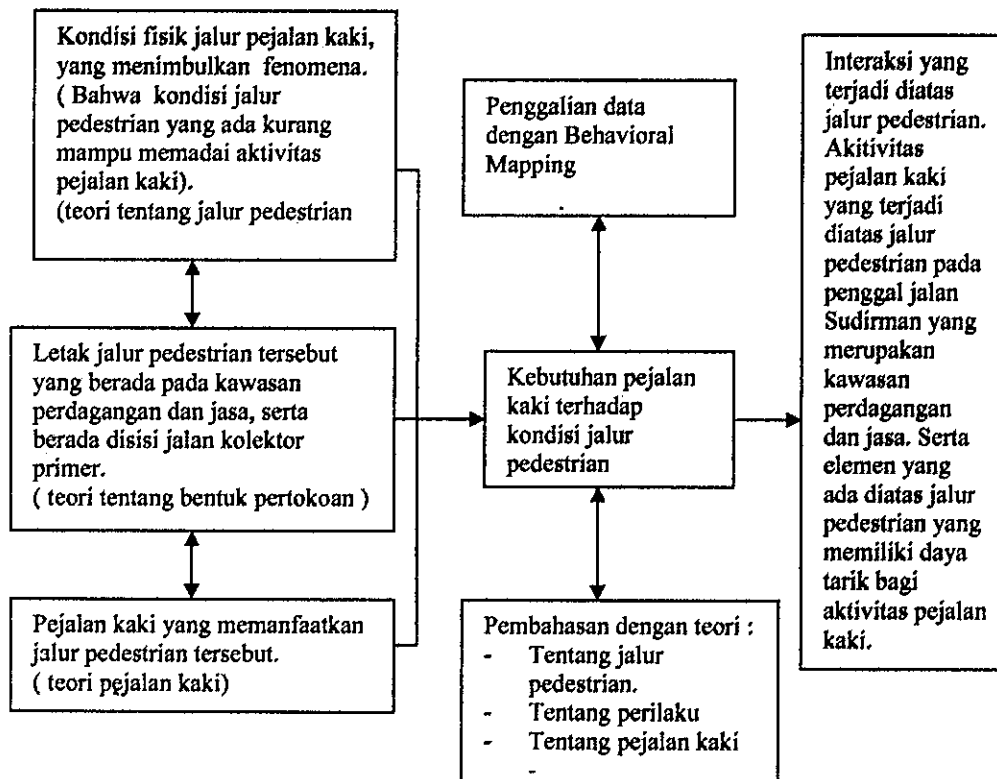 Kondisi fisik jalur pejalan kaki,
yang menimbulkan fenomena.
( Bahwa kondisi jalur
pedestrian yang ada kurang
mampu memadai aktivitas
pejalan kaki).
(teori tentang jalur pedestrian
Letak jalur pedestrian tersebut
yang berada pada kawasan
perdagangan dan jasa, serta
berada disisi jalan kolektor
primer.
( teori tentang bentuk pertokoan )
Pejalan kaki yang memanfaatkan
jalur pedestrian tersebut.
( teori pejalan kaki)
Penggalian data
dengan Behavioral
Mapping
Kebutuhan pejalan
kaki terhadap
kondisi jalur
pedestrian
Pembahasan dengan teori :
- Tentang jalur
pedestrian.
- Tentang perilaku
- Tentang pejalan kaki
-
Interaksi yang
terjadi diatas
jalur pedestrian.
Akitivitas
pejalan kaki
yang terjadi
diatas jalur
pedestrian pada
penggal jalan
Sudirman yang
merupakan
kawasan
perdagangan
dan jasa. Serta
elemen yang
ada diatas jalur
pedestrian yang
memiliki daya
tarik bagi
aktivitas pejalan
kaki.